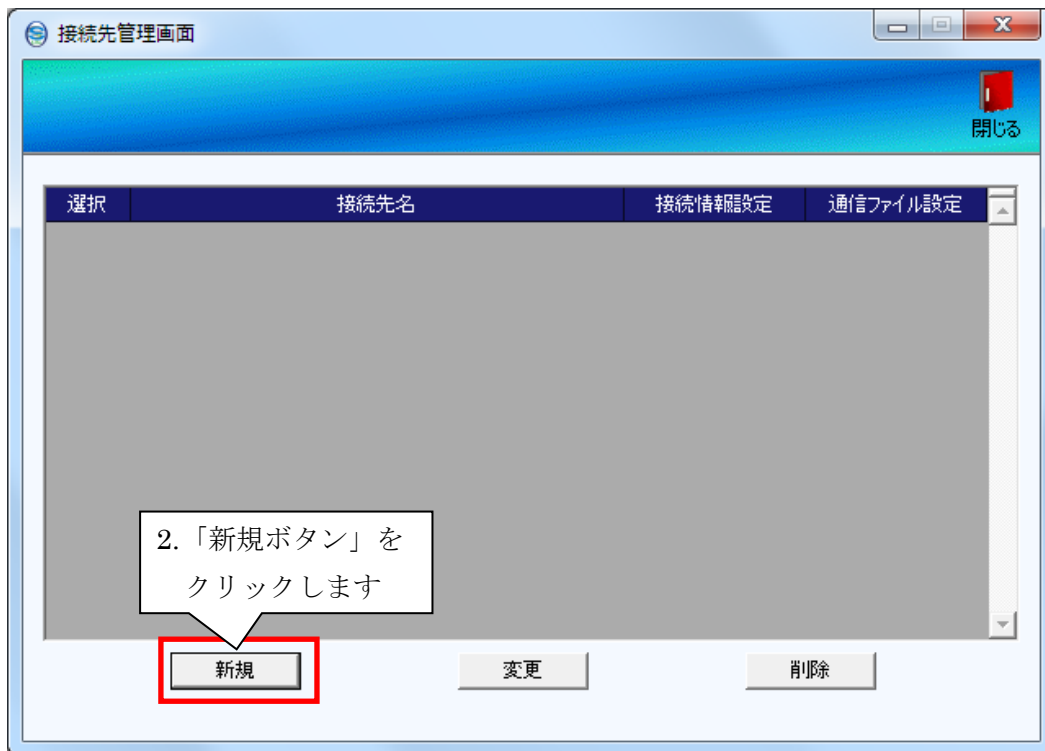 接続先管理画面
閉じる
選択 接続先名 接続情報設定 通信ファイル設定
2.「新規ボタン」を
クリックします
新規 変更 削除